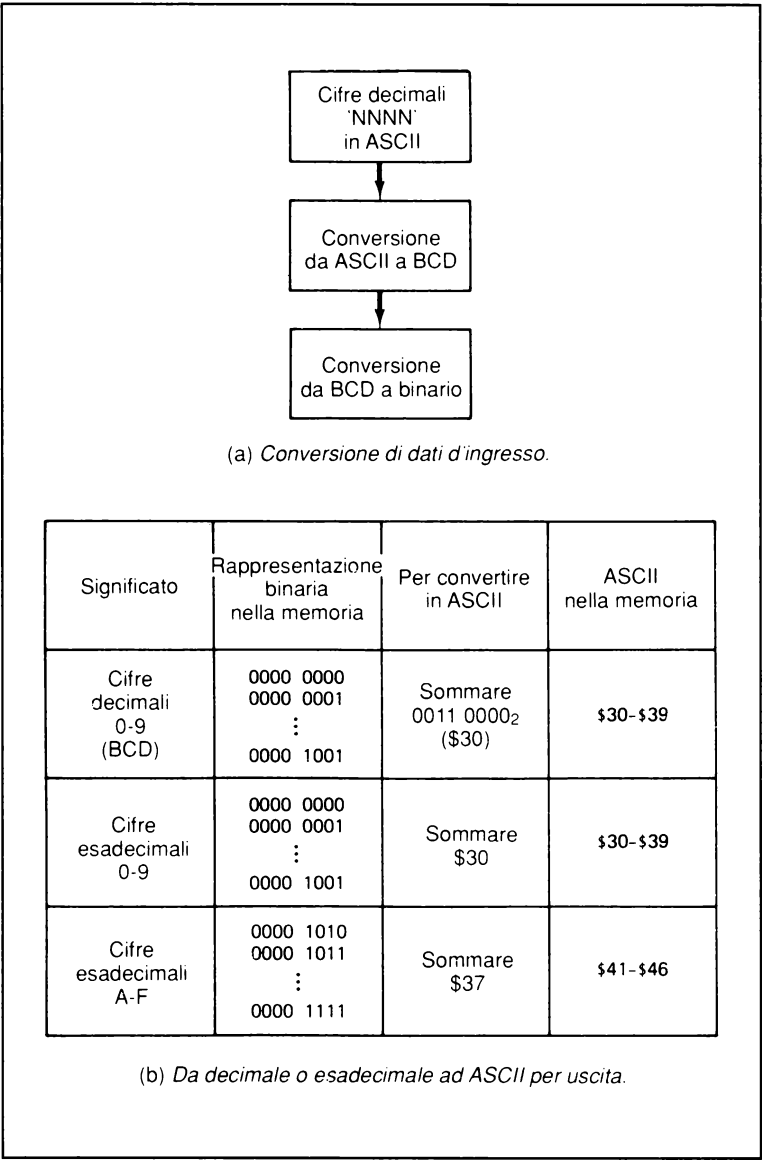 Cifre decimali
'NNNN'
in ASCII
Conversione
da ASCII a BCD
Conversione
da BCD a binario
(a) Conversione di dati d'ingresso.
Significato
Rappresentazione
binaria
nella memoria
Per convertire
in ASCII
ASCII
nella memoria
Cifre
decimali
0-9
(BCD)
0000 0000
0000 0001
⋮
0000 1001
Sommare
0011 0000₂
($30)
$30-$39
Cifre
esadecimali
0-9
0000 0000
0000 0001
⋮
0000 1001
Sommare
$30
$30-$39
Cifre
esadecimali
A-F
0000 1010
0000 1011
⋮
0000 1111
Sommare
$37
$41-$46
(b) Da decimale o esadecimale ad ASCII per uscita.